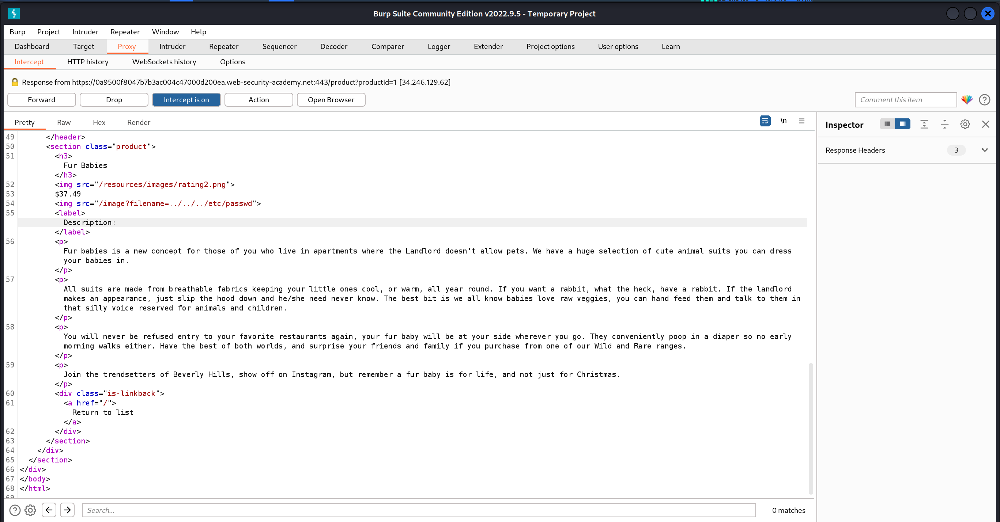 Burp Suite Community Edition v2022.9.5 - Temporary Project
Burp Project Intruder Repeater Window Help
Dashboard Target Proxy Intruder Repeater Sequencer Decoder Comparer Logger Extender Project options User options Learn
Intercept HTTP history WebSockets history Options
Response from https://0a9500f8047b7b3ac004c47000d200ea.web-security-academy.net:443/product?productId=1 [34.246.129.62]
Forward Drop Intercept is on Action Open Browser Comment this item
Pretty Raw Hex Render \n
Inspector
Response Headers 3
49 </header>
50 <section class="product">
51 <h3>
Fur Babies
</h3>
52 <img src="/resources/images/rating2.png">
53 $37.49
54 <img src="/image?filename=../../../etc/passwd">
55 <label>
Description:
</label>
56 <p>
Fur babies is a new concept for those of you who live in apartments where the Landlord doesn't allow pets. We have a huge selection of cute animal suits you can dress
your babies in.
</p>
57 <p>
All suits are made from breathable fabrics keeping your little ones cool, or warm, all year round. If you want a rabbit, what the heck, have a rabbit. If the landlord
makes an appearance, just slip the hood down and he/she need never know. The best bit is we all know babies love raw veggies, you can hand feed them and talk to them in
that silly voice reserved for animals and children.
</p>
58 <p>
You will never be refused entry to your favorite restaurants again, your fur baby will be at your side wherever you go. They conveniently poop in a diaper so no early
morning walks either. Have the best of both worlds, and surprise your friends and family if you purchase from one of our Wild and Rare ranges.
</p>
59 <p>
Join the trendsetters of Beverly Hills, show off on Instagram, but remember a fur baby is for life, and not just for Christmas.
</p>
60 <div class="is-linkback">
61 <a href="/">
Return to list
</a>
62 </div>
63 </section>
64 </div>
65 </section>
66 </div>
67 </body>
68 </html>
69
Search... 0 matches